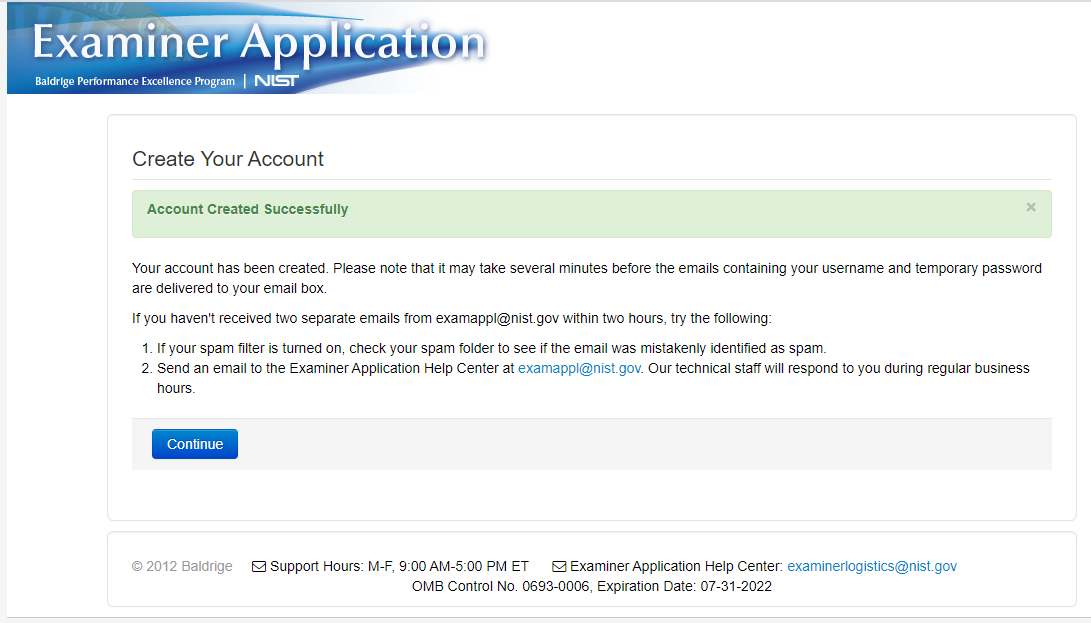 Examiner Application
Baldrige Performance Excellence Program | NIST
Create Your Account
Account Created Successfully
×
Your account has been created. Please note that it may take several minutes before the emails containing your username and temporary password
are delivered to your email box.
If you haven't received two separate emails from examappl@nist.gov within two hours, try the following:
1. If your spam filter is turned on, check your spam folder to see if the email was mistakenly identified as spam.
2. Send an email to the Examiner Application Help Center at examappl@nist.gov. Our technical staff will respond to you during regular business
hours.
Continue
© 2012 Baldrige Support Hours: M-F, 9:00 AM-5:00 PM ET Examiner Application Help Center: examinerlogistics@nist.gov
OMB Control No. 0693-0006, Expiration Date: 07-31-2022